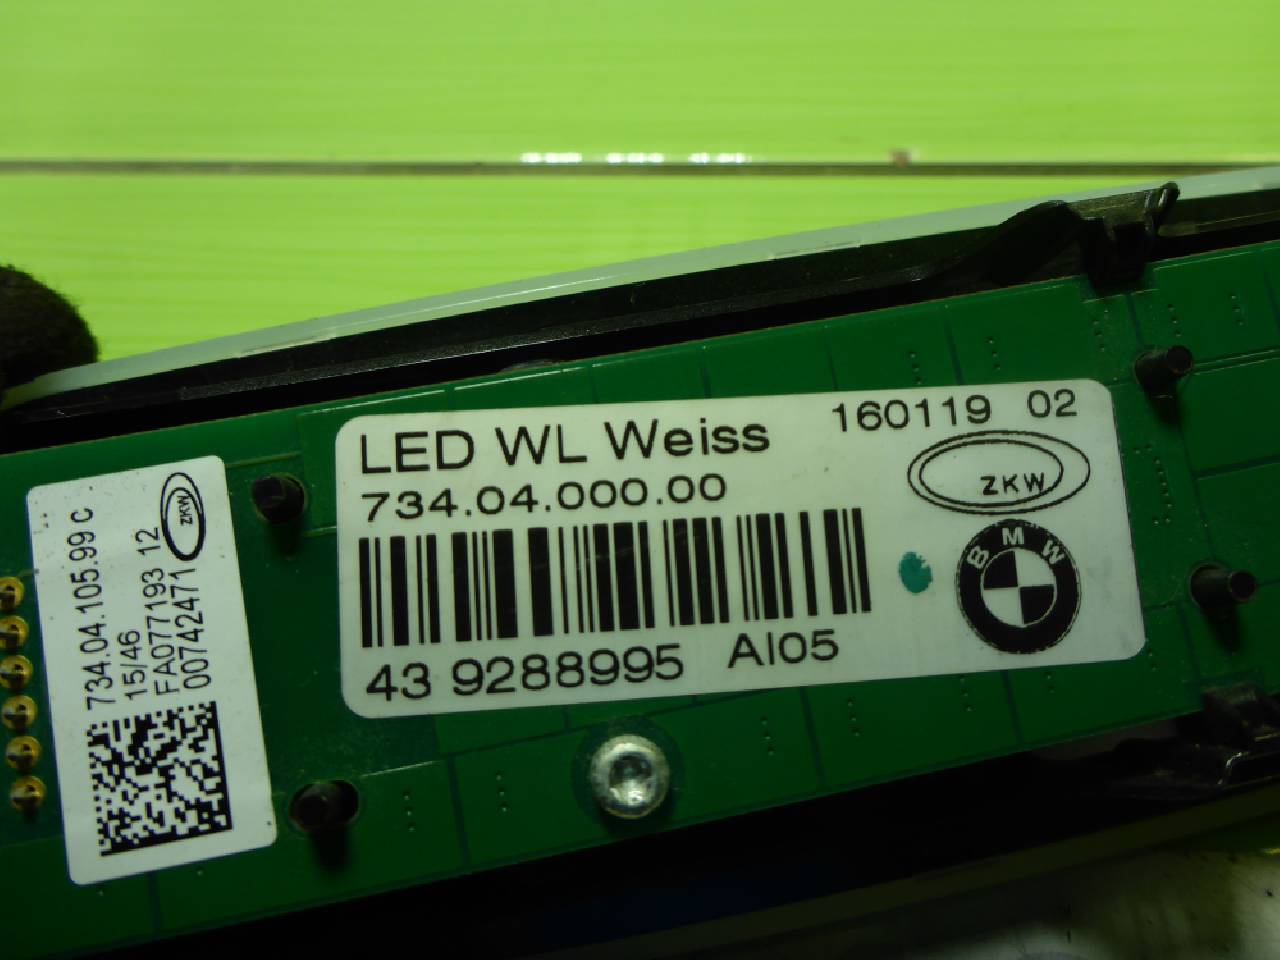 LED WL Weiss 160119 02
734.04.000.00
ZKW
BMW
43 9288995 AI05
734.04.105.99 C
15/46
FA077193 12
00742471
ZKW